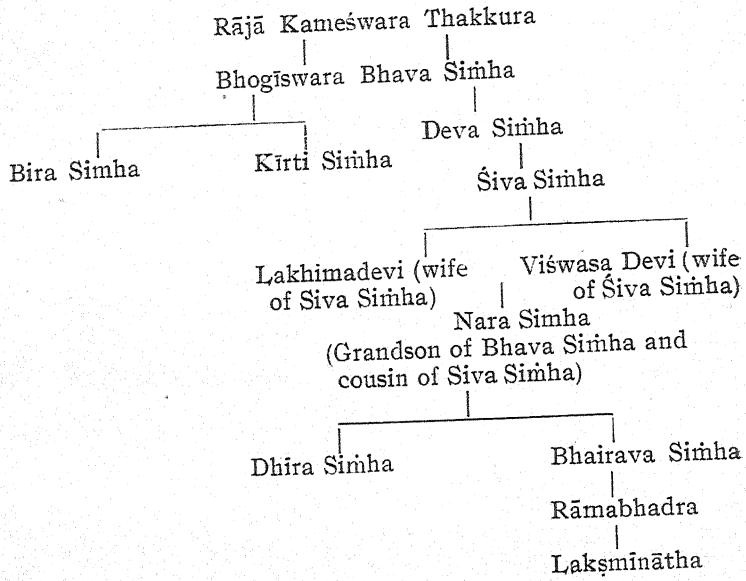 Rājā Kameśwara Thakkura
Bhogīswara Bhava Siṁha
Deva Siṁha
Bira Simha
Kīrti Siṁha
Śiva Siṁha
Lakhimadevi (wife of Siva Siṁha)
Viśwasa Devi (wife of Śiva Siṁha)
Nara Simha
(Grandson of Bhava Siṁha and
cousin of Siva Siṁha)
Dhira Siṁha
Bhairava Siṁha
Rāmabhadra
Lakṣmīnātha